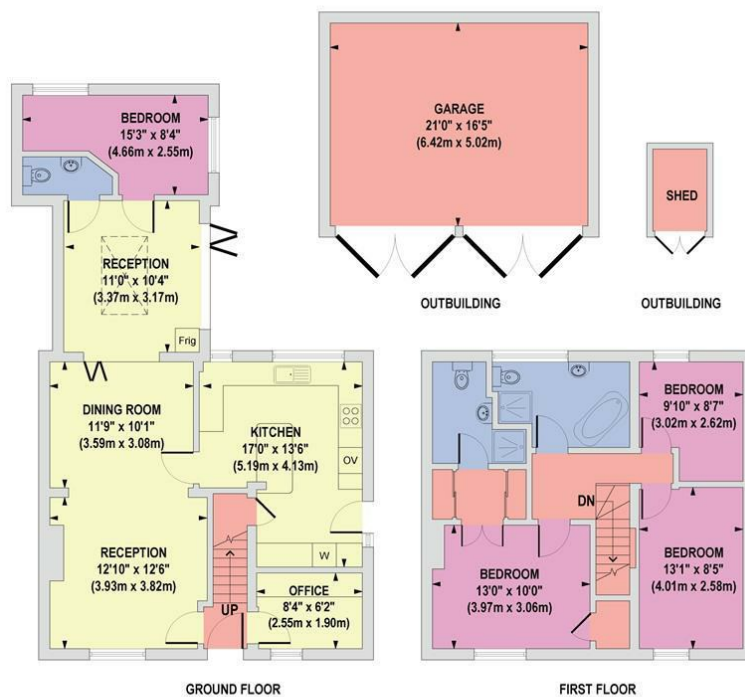 BEDROOM
15'3" x 8'4"
(4.66m x 2.55m)
RECEPTION
11'0" x 10'4"
(3.37m x 3.17m)
Frig
DINING ROOM
11'9" x 10'1"
(3.59m x 3.08m)
KITCHEN
17'0" x 13'6"
(5.19m x 4.13m)
OV
W
RECEPTION
12'10" x 12'6"
(3.93m x 3.82m)
UP
OFFICE
8'4" x 6'2"
(2.55m x 1.90m)
GROUND FLOOR
GARAGE
21'0" x 16'5"
(6.42m x 5.02m)
OUTBUILDING
SHED
OUTBUILDING
BEDROOM
9'10" x 8'7"
(3.02m x 2.62m)
DN
BEDROOM
13'0" x 10'0"
(3.97m x 3.06m)
BEDROOM
13'1" x 8'5"
(4.01m x 2.58m)
FIRST FLOOR